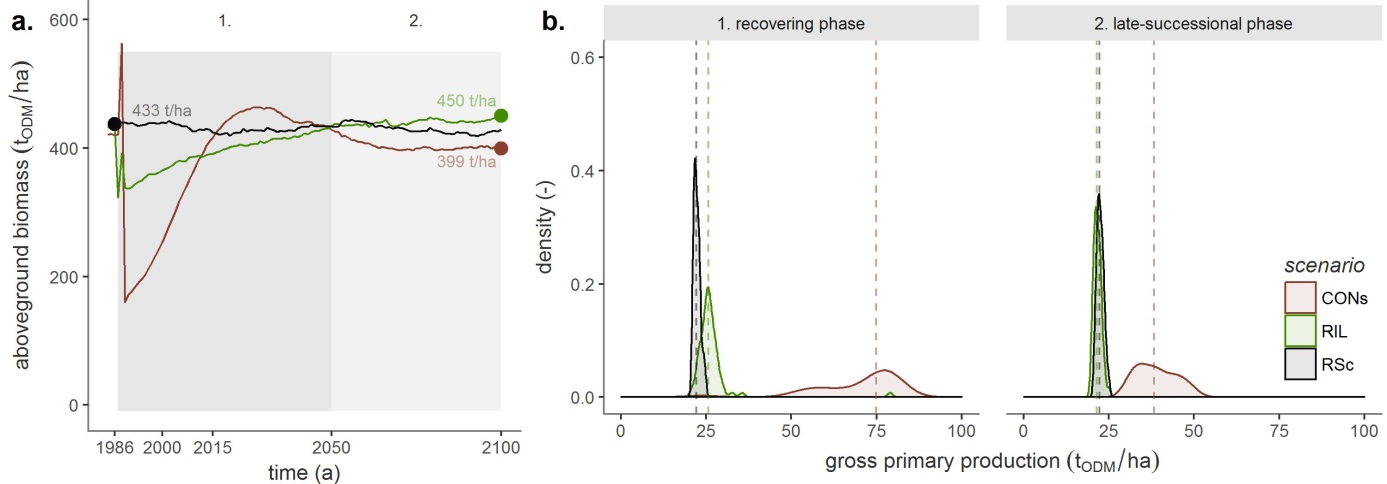 a.
aboveground biomass (tODM/ha)
600
400
200
0
1.
2.
433 t/ha
450 t/ha
399 t/ha
1986 2000 2015 2050 2100
time (a)
b.
1. recovering phase
2. late-successional phase
density (-)
0.6
0.4
0.2
0.0
0 25 50 75 100
0 25 50 75 100
gross primary production (tODM/ha)
scenario
CONs
RIL
RSc